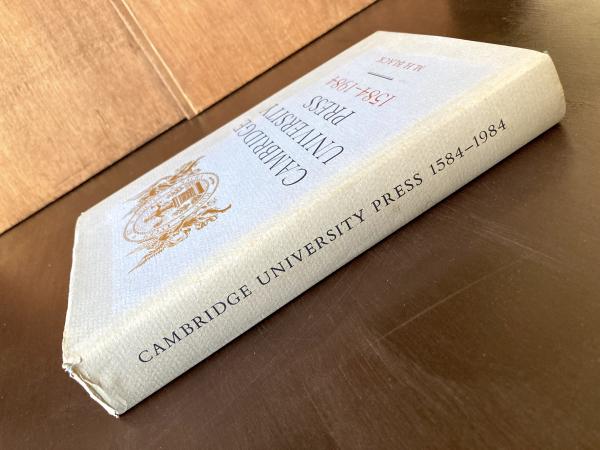 CAMBRIDGE
UNIVERSITY
PRESS
1584–1984
M. H. BLACK
CAMBRIDGE UNIVERSITY PRESS 1584–1984